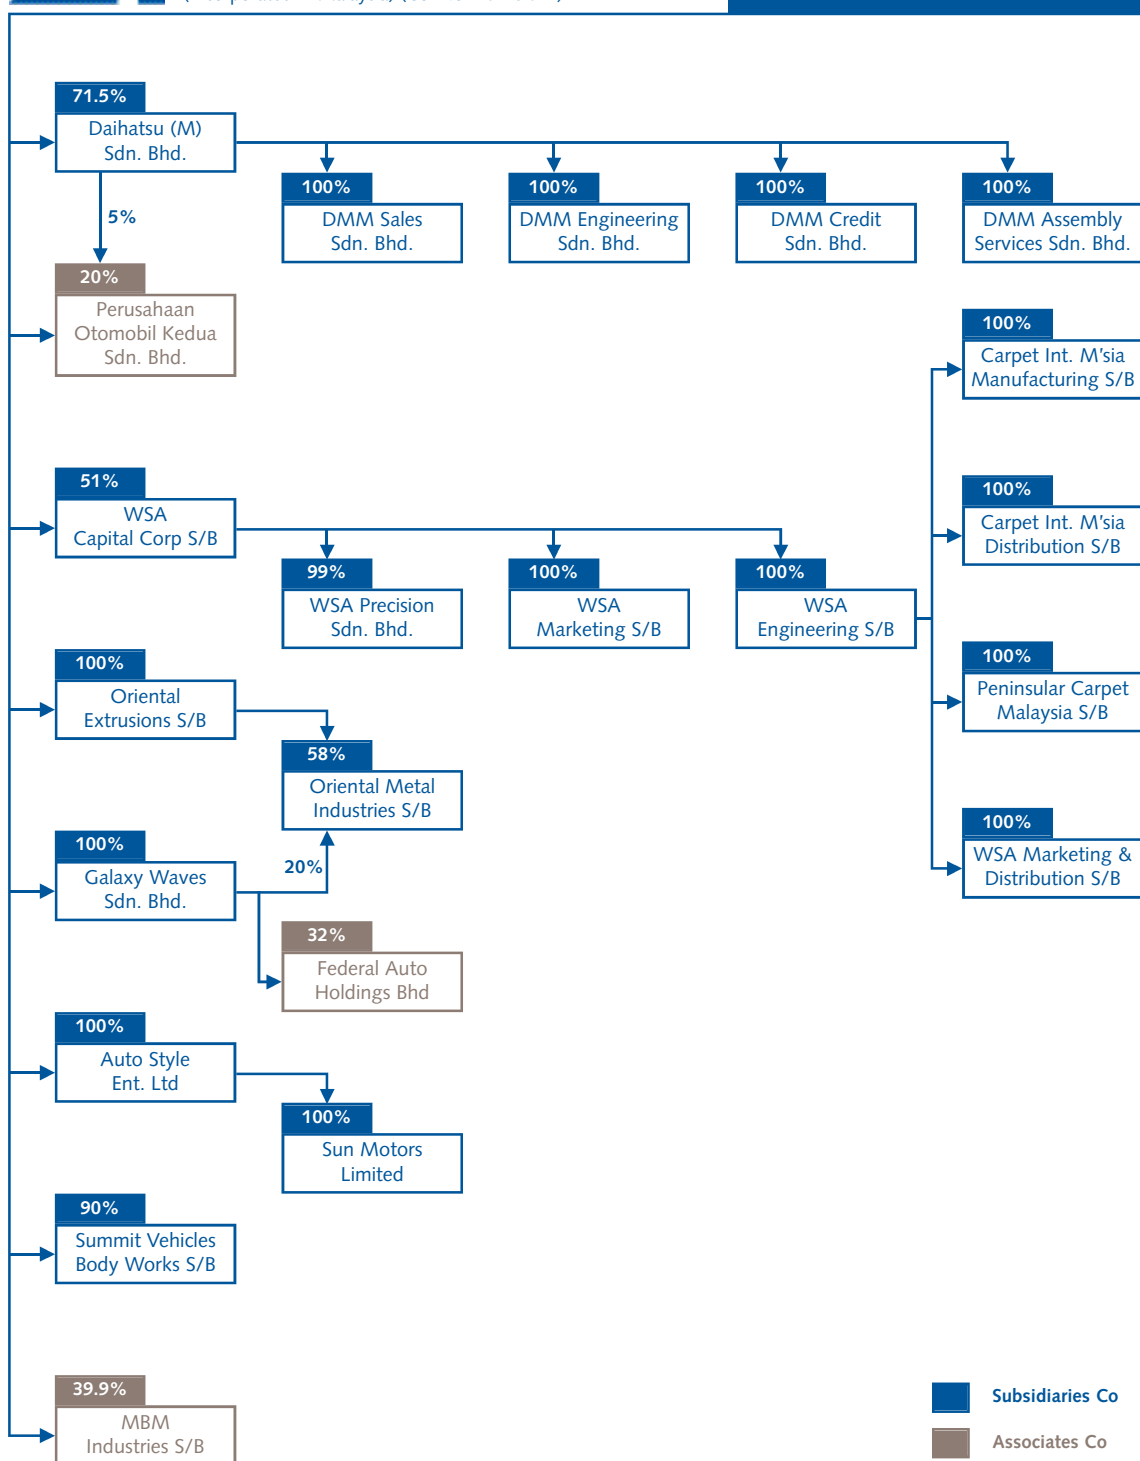 71.5%
Daihatsu (M)
Sdn. Bhd.
5%
100%
DMM Sales
Sdn. Bhd.
100%
DMM Engineering
Sdn. Bhd.
100%
DMM Credit
Sdn. Bhd.
100%
DMM Assembly
Services Sdn. Bhd.
20%
Perusahaan
Otomobil Kedua
Sdn. Bhd.
100%
Carpet Int. M'sia
Manufacturing S/B
51%
WSA
Capital Corp S/B
99%
WSA Precision
Sdn. Bhd.
100%
WSA
Marketing S/B
100%
WSA
Engineering S/B
100%
Carpet Int. M'sia
Distribution S/B
100%
Peninsular Carpet
Malaysia S/B
100%
WSA Marketing &
Distribution S/B
100%
Oriental
Extrusions S/B
58%
Oriental Metal
Industries S/B
100%
Galaxy Waves
Sdn. Bhd.
20%
32%
Federal Auto
Holdings Bhd
100%
Auto Style
Ent. Ltd
100%
Sun Motors
Limited
90%
Summit Vehicles
Body Works S/B
39.9%
MBM
Industries S/B
Subsidiaries Co
Associates Co